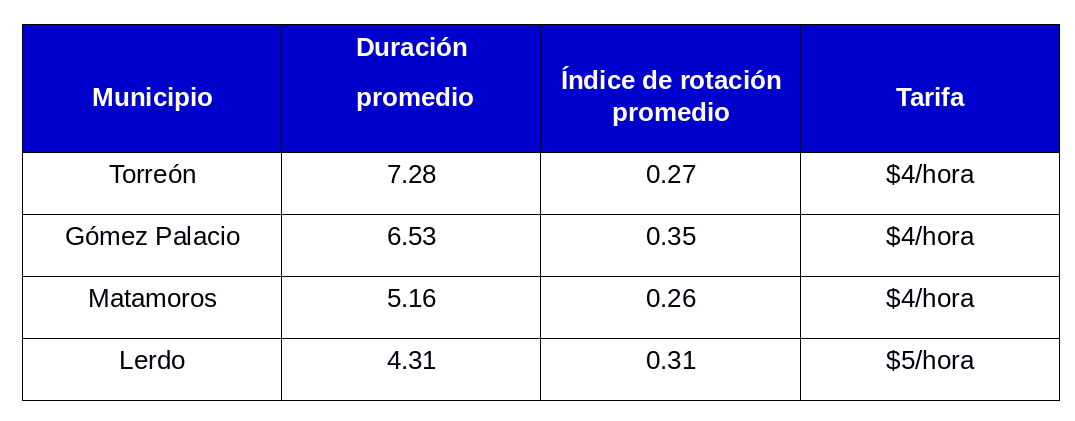 Municipio
Duración
promedio
Índice de rotación
promedio
Tarifa
Torreón 7.28 0.27 $4/hora
Gómez Palacio 6.53 0.35 $4/hora
Matamoros 5.16 0.26 $4/hora
Lerdo 4.31 0.31 $5/hora